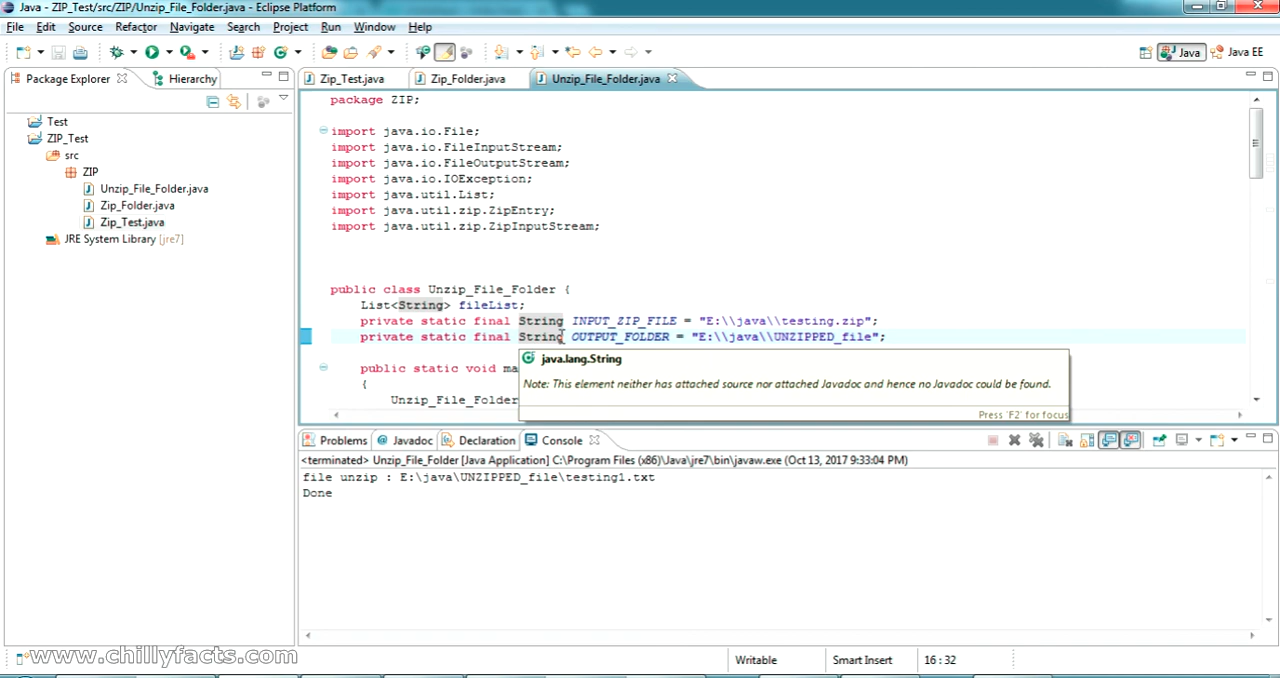 Java - ZIP_Test/src/ZIP/Unzip_File_Folder.java - Eclipse Platform
File Edit Source Refactor Navigate Search Project Run Window Help
Java Java EE
Package Explorer Hierarchy
Test
ZIP_Test
src
ZIP
Unzip_File_Folder.java
Zip_Folder.java
Zip_Test.java
JRE System Library [jre7]
Zip_Test.java Zip_Folder.java Unzip_File_Folder.java
package ZIP;
import java.io.File;
import java.io.FileInputStream;
import java.io.FileOutputStream;
import java.io.IOException;
import java.util.List;
import java.util.zip.ZipEntry;
import java.util.zip.ZipInputStream;
public class Unzip_File_Folder {
List<String> fileList;
private static final String INPUT_ZIP_FILE = "E:\\java\\testing.zip";
private static final String OUTPUT_FOLDER = "E:\\java\\UNZIPPED_file";
public static void ma
{
Unzip_File_Folder
java.lang.String
Note: This element neither has attached source nor attached Javadoc and hence no Javadoc could be found.
Press 'F2' for focus
Problems Javadoc Declaration Console
<terminated> Unzip_File_Folder [Java Application] C:\Program Files (x86)\Java\jre7\bin\javaw.exe (Oct 13, 2017 9:33:04 PM)
file unzip : E:\java\UNZIPPED_file\testing1.txt
Done
www.chillyfacts.com
Writable Smart Insert 16 : 32